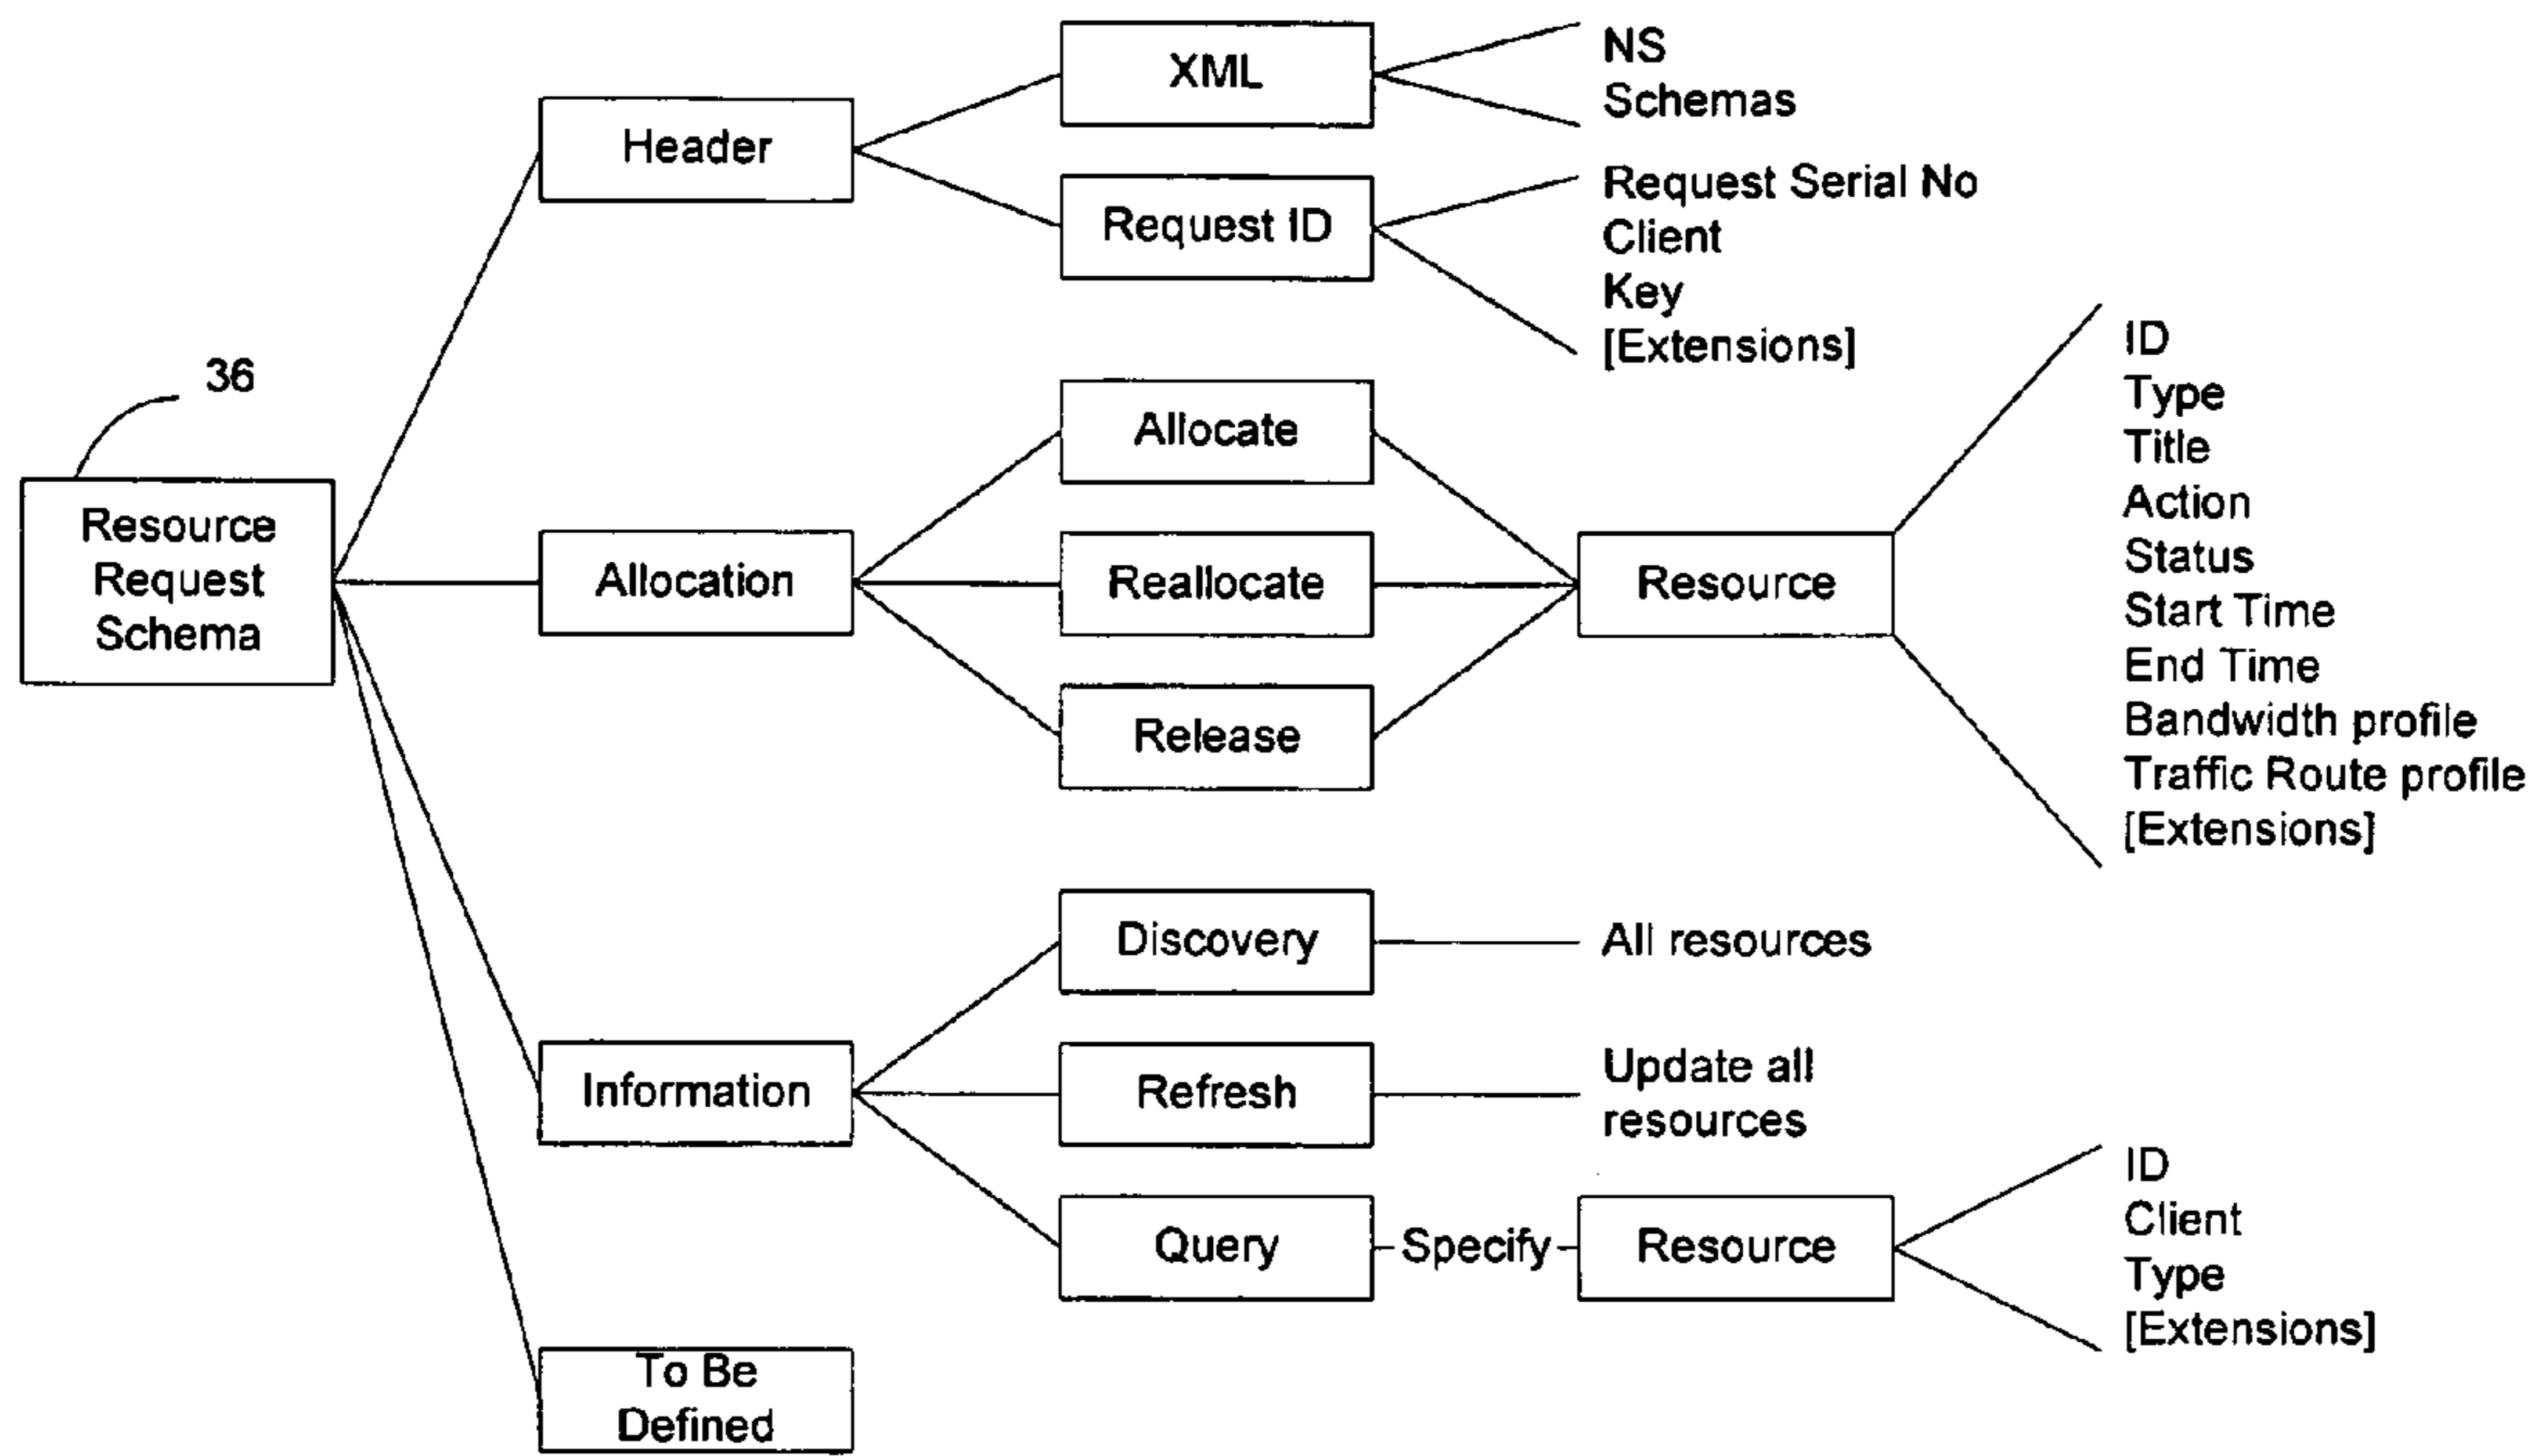 36
Resource
Request
Schema
Header
XML
NS
Schemas
Request ID
Request Serial No
Client
Key
[Extensions]
Allocation
Allocate
Reallocate
Release
Resource
ID
Type
Title
Action
Status
Start Time
End Time
Bandwidth profile
Traffic Route profile
[Extensions]
Information
Discovery
All resources
Refresh
Update all
resources
Query
Specify
Resource
ID
Client
Type
[Extensions]
To Be
Defined